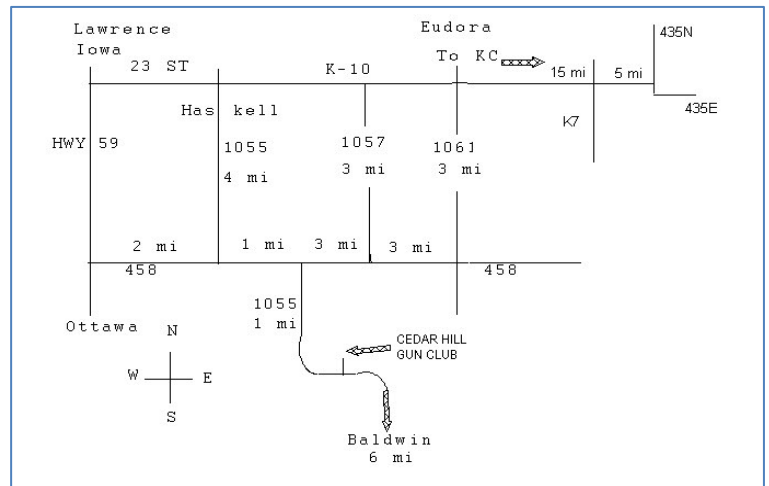 Lawrence
Iowa
23 ST
K-10
Eudora
To KC
15 mi
5 mi
435N
435E
K7
Has kell
HWY 59
1055
4 mi
1057
3 mi
1061
3 mi
2 mi
1 mi
3 mi
3 mi
458
458
1055
1 mi
Ottawa
N
W
E
S
CEDAR HILL
GUN CLUB
Baldwin
6 mi